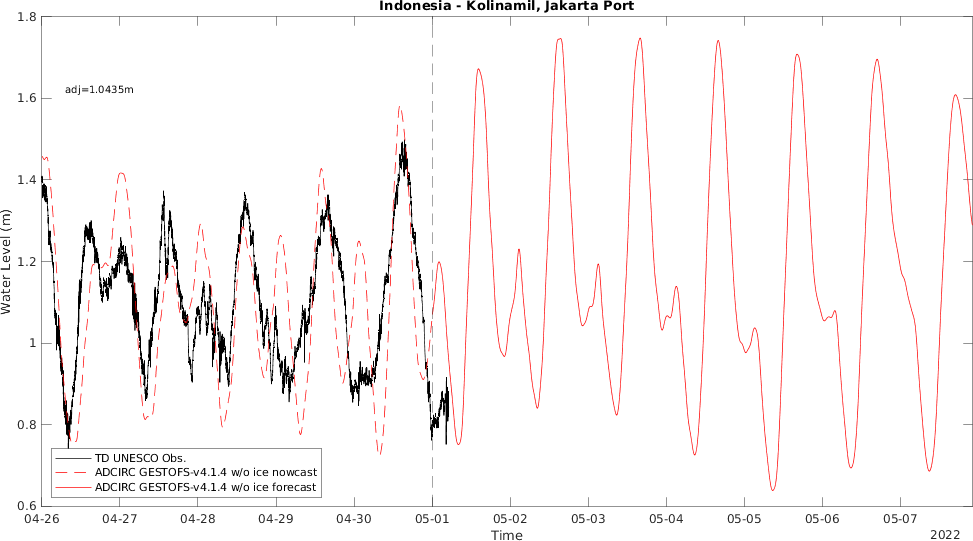 Indonesia - Kolinamil, Jakarta Port
1.8
1.6
1.4
1.2
1
0.8
0.6
Water Level (m)
adj=1.0435m
TD UNESCO Obs.
ADCIRC GESTOFS-v4.1.4 w/o ice nowcast
ADCIRC GESTOFS-v4.1.4 w/o ice forecast
04-26 04-27 04-28 04-29 04-30 05-01 05-02 05-03 05-04 05-05 05-06 05-07
Time
2022